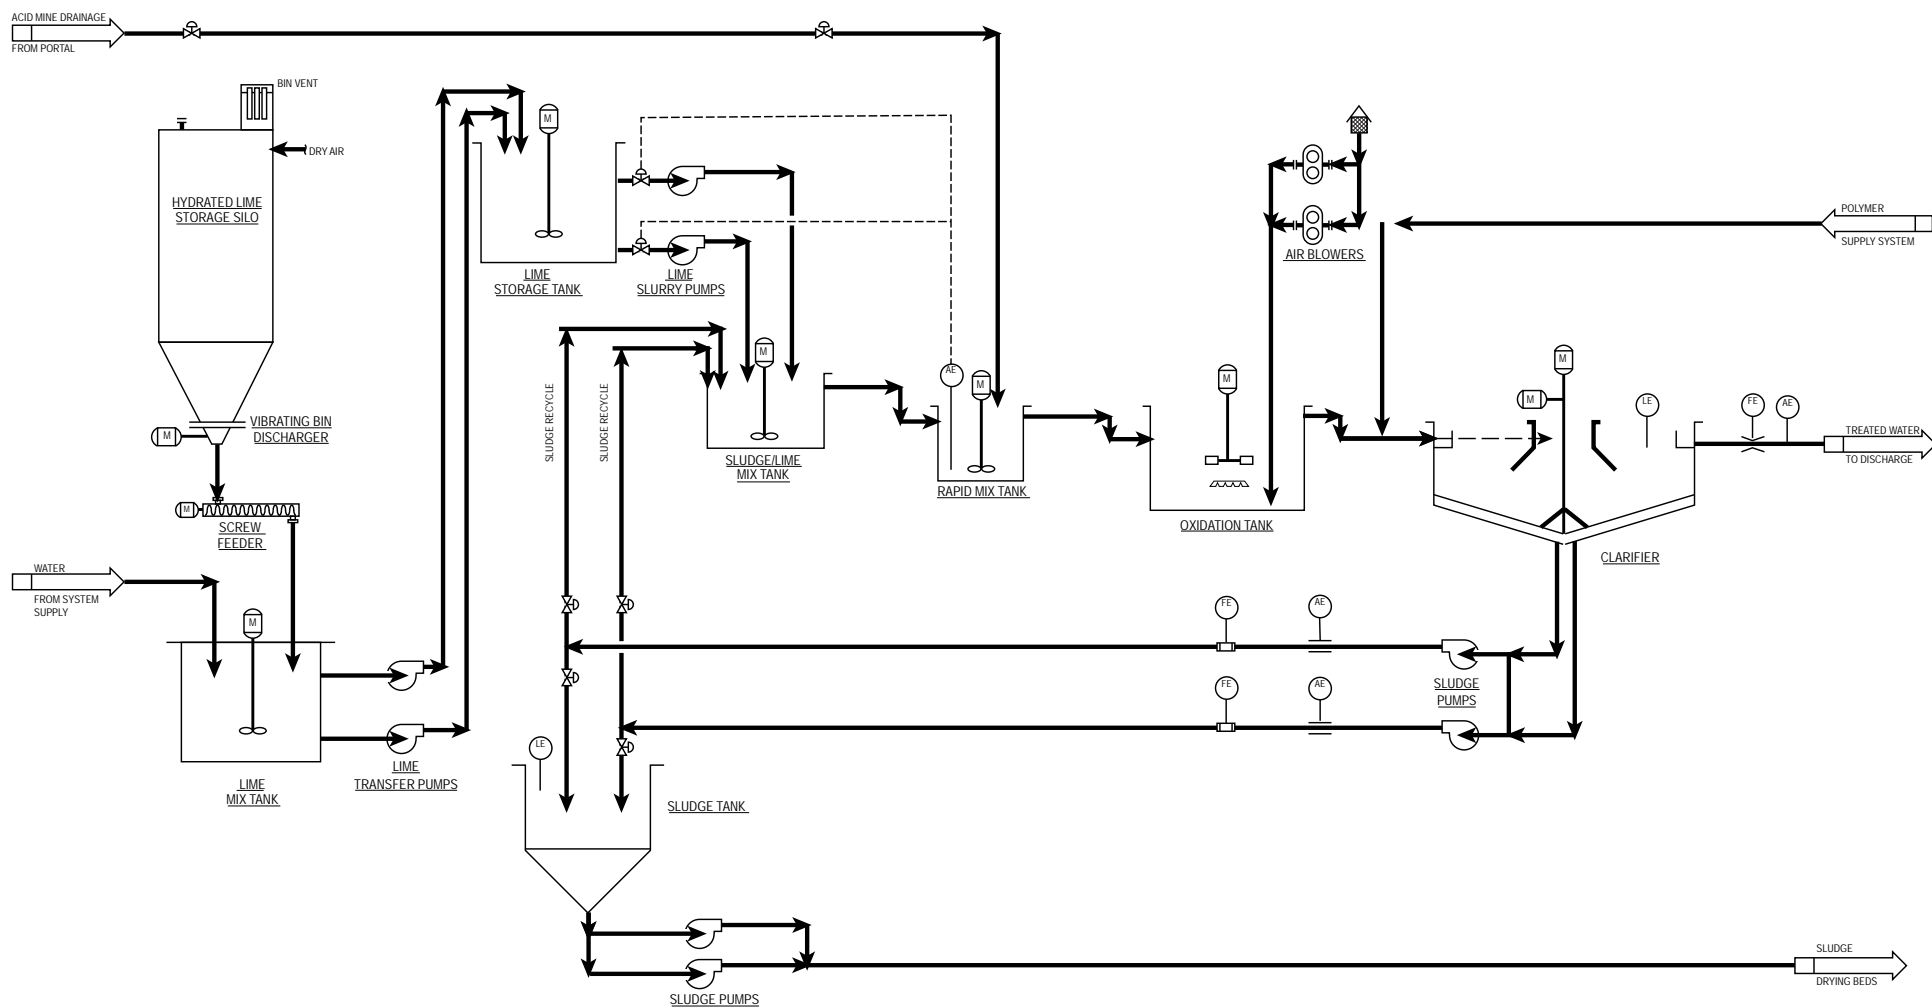 ACID MINE DRAINAGE
FROM PORTAL
BIN VENT
DRY AIR
HYDRATED LIME
STORAGE SILO
M
LIME
STORAGE TANK
LIME
SLURRY PUMPS
AIR BLOWERS
POLYMER
SUPPLY SYSTEM
VIBRATING BIN
DISCHARGER
M
SLUDGE RECYCLE
SLUDGE RECYCLE
M
SLUDGE/LIME
MIX TANK
AE
M
RAPID MIX TANK
M
OXIDATION TANK
M
M
LE
FE
AE
TREATED WATER
TO DISCHARGE
CLARIFIER
M
SCREW
FEEDER
WATER
FROM SYSTEM
SUPPLY
M
LIME
MIX TANK
LIME
TRANSFER PUMPS
FE
AE
FE
AE
SLUDGE
PUMPS
LE
SLUDGE TANK
SLUDGE PUMPS
SLUDGE
DRYING BEDS